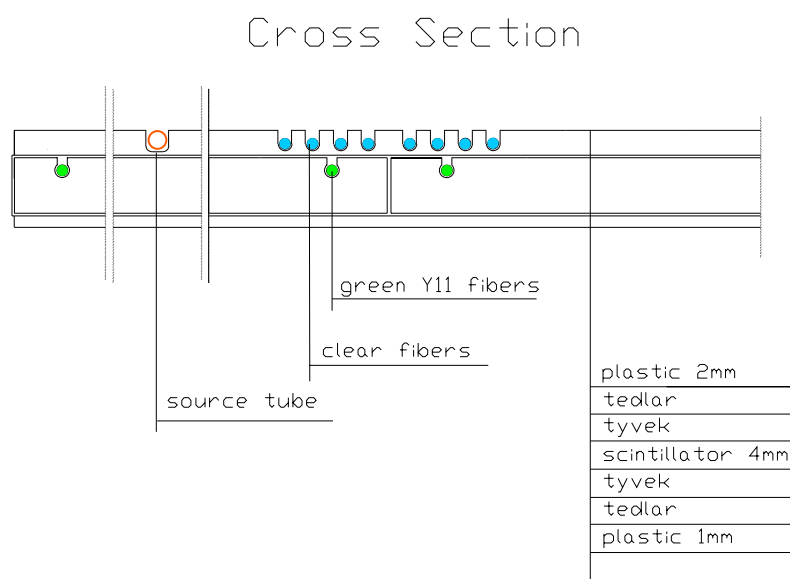 Cross Section
green Y11 fibers
clear fibers
source tube
plastic 2mm
tedlar
tyvek
scintillator 4mm
tyvek
tedlar
plastic 1mm